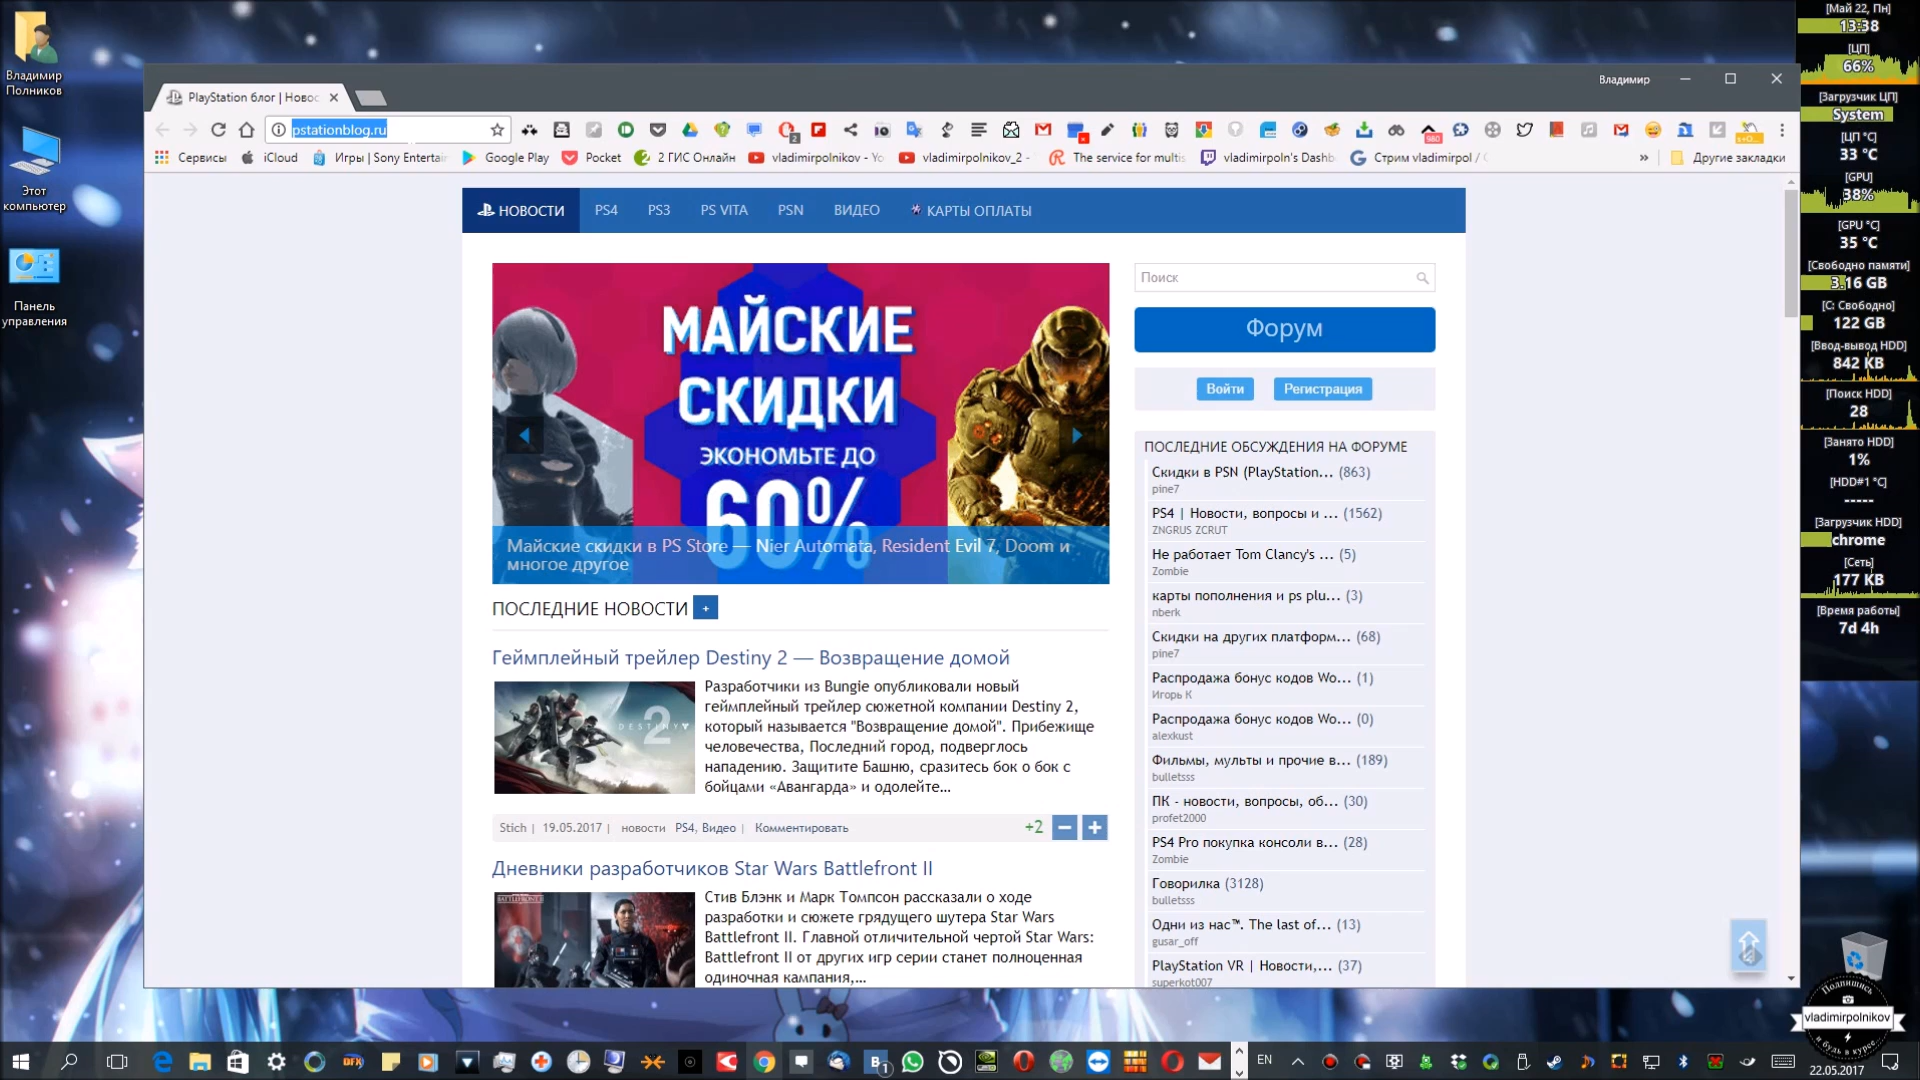 Владимир
Полников
Этот
компьютер
Панель
управления
PlayStation блог | Новос
Владимир
pstationblog.ru
Сервисы
iCloud
Игры | Sony Entertai
Google Play
Pocket
2 ГИС Онлайн
vladimirpolnikov - Yo
vladimirpolnikov_2 -
The service for multis
vladimirpoln's Dashb
Стрим vladimirpol /
Другие закладки
НОВОСТИ
PS4
PS3
PS VITA
PSN
ВИДЕО
КАРТЫ ОПЛАТЫ
МАЙСКИЕ
СКИДКИ
ЭКОНОМЬТЕ ДО
60%
Майские скидки в PS Store — Nier Automata, Resident Evil 7, Doom и
многое другое
ПОСЛЕДНИЕ НОВОСТИ +
Геймплейный трейлер Destiny 2 — Возвращение домой
DESTINY 2
Разработчики из Bungie опубликовали новый
геймплейный трейлер сюжетной компании Destiny 2,
который называется "Возвращение домой". Прибежище
человечества, Последний город, подверглось
нападению. Защитите Башню, сразитесь бок о бок с
бойцами «Авангарда» и одолейте...
Stich | 19.05.2017 | новости PS4, Видео | Комментировать
+2
Дневники разработчиков Star Wars Battlefront II
Стив Блэнк и Марк Томпсон рассказали о ходе
разработки и сюжете грядущего шутера Star Wars
Battlefront II. Главной отличительной чертой Star Wars:
Battlefront II от других игр серии станет полноценная
одиночная кампания,...
Поиск
Форум
Войти
Регистрация
ПОСЛЕДНИЕ ОБСУЖДЕНИЯ НА ФОРУМЕ
Скидки в PSN (PlayStation... (863)
pine7
PS4 | Новости, вопросы и ... (1562)
ZNGRUS ZCRUT
Не работает Tom Clancy's ... (5)
Zombie
карты пополнения и ps plu... (3)
nberk
Скидки на других платформ... (68)
pine7
Распродажа бонус кодов Wo... (1)
Игорь К
Распродажа бонус кодов Wo... (0)
alexkust
Фильмы, мульты и прочие в... (189)
bulletsss
ПК - новости, вопросы, об... (30)
profet2000
PS4 Pro покупка консоли в... (28)
Zombie
Говорилка (3128)
bulletsss
Одни из нас™. The last of... (13)
gusar_off
PlayStation VR | Новости,... (37)
superkot007
[Май 22, Пн]
13:38
[ЦП]
66%
[Загрузчик ЦП]
System
[ЦП °C]
33 °C
[GPU]
38%
[GPU °C]
35 °C
[Свободно памяти]
3.16 GB
[C: Свободно]
122 GB
[Ввод-вывод HDD]
842 KB
[Поиск HDD]
28
[Занято HDD]
1%
[HDD#1 °C]
-----
[Загрузчик HDD]
chrome
[Сеть]
177 KB
[Время работы]
7d 4h
Подпишись
vladimirpolnikov
и будь в курсе
EN
22.05.2017